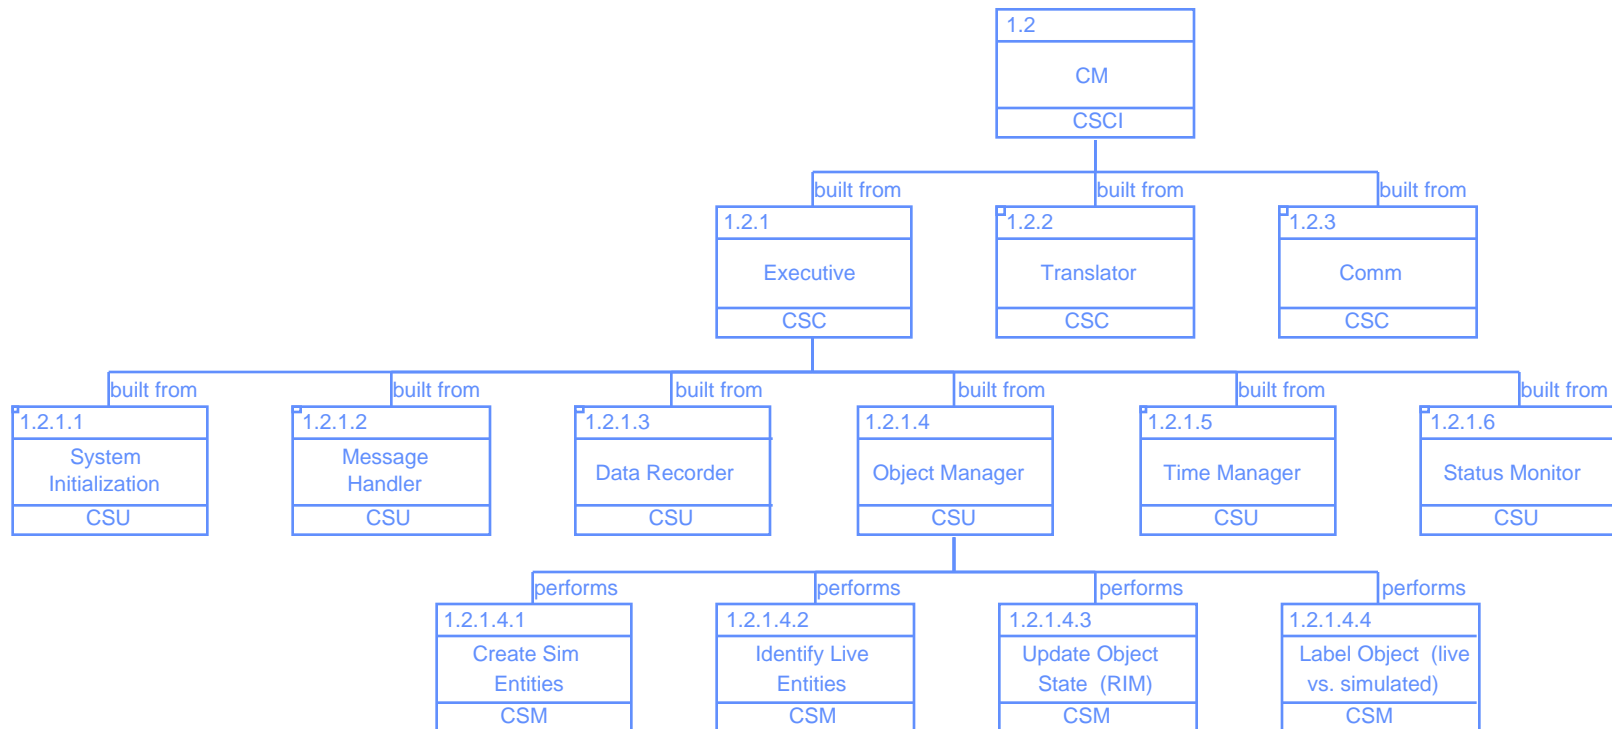 1.2
CM
CSCI
built from
built from
built from
1.2.1
1.2.2
1.2.3
Executive
Translator
Comm
CSC
CSC
CSC
built from
built from
built from
built from
built from
built from
1.2.1.1
1.2.1.2
1.2.1.3
1.2.1.4
1.2.1.5
1.2.1.6
System
Initialization
Message
Handler
Data Recorder
Object Manager
Time Manager
Status Monitor
CSU
CSU
CSU
CSU
CSU
CSU
performs
performs
performs
performs
1.2.1.4.1
1.2.1.4.2
1.2.1.4.3
1.2.1.4.4
Create Sim
Entities
Identify Live
Entities
Update Object
State (RIM)
Label Object (live
vs. simulated)
CSM
CSM
CSM
CSM